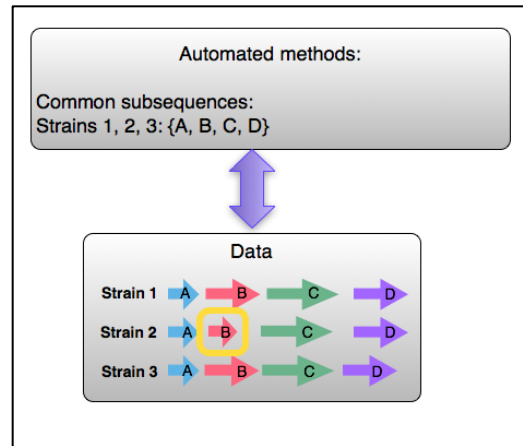 Automated methods:
Common subsequences:
Strains 1, 2, 3: {A, B, C, D}
Data
Strain 1 A B C D
Strain 2 A B C D
Strain 3 A B C D